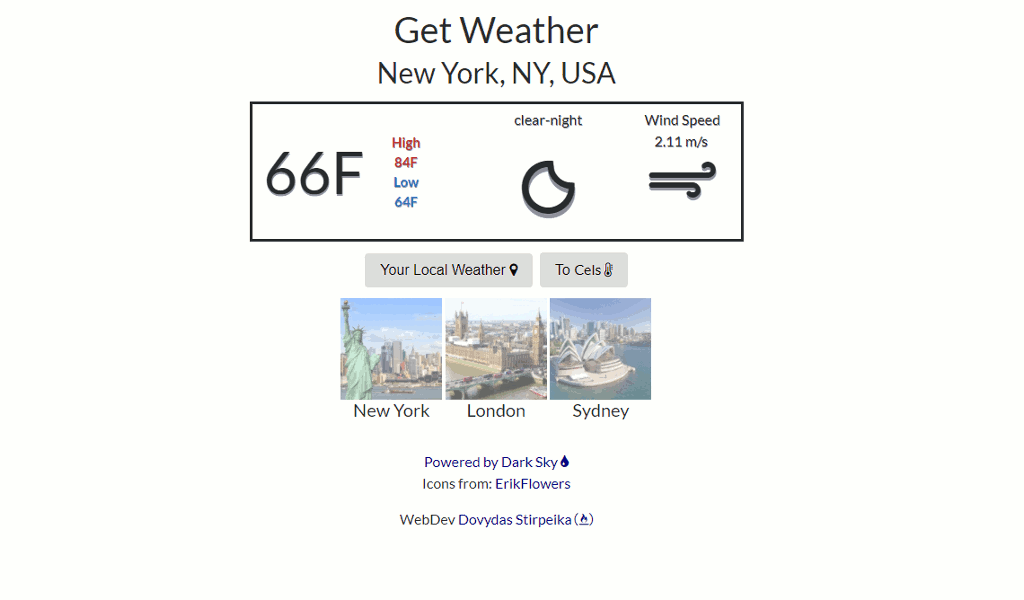 Get Weather
New York, NY, USA
66F
High
84F
Low
64F
clear-night
Wind Speed
2.11 m/s
Your Local Weather
To Cels
New York
London
Sydney
Powered by Dark Sky
Icons from: ErikFlowers
WebDev Dovydas Stirpeika ( )